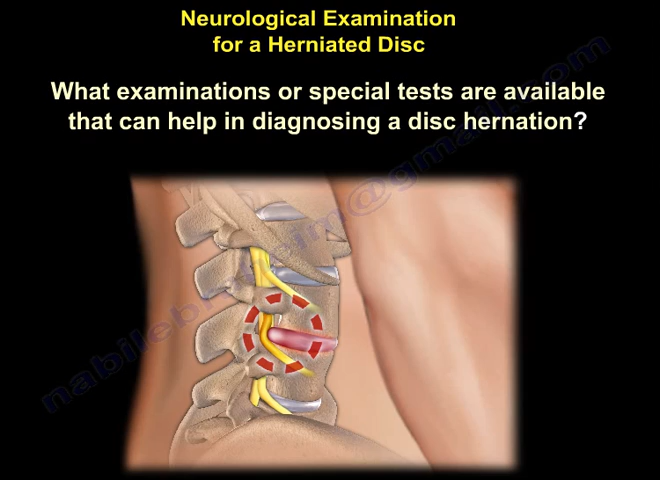 Neurological Examination
for a Herniated Disc
What examinations or special tests are available
that can help in diagnosing a disc hernation?